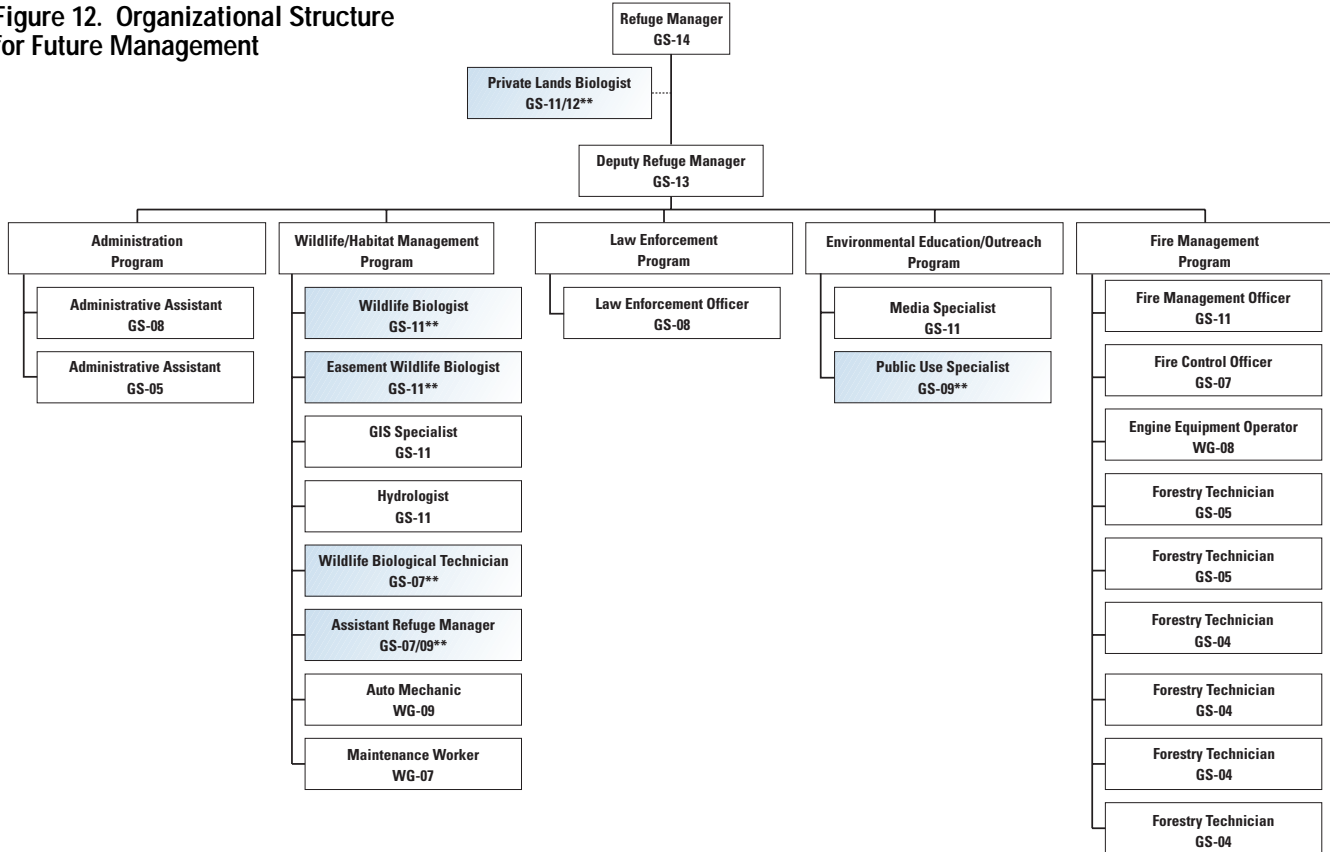 Figure 12. Organizational Structure
for Future Management
Refuge Manager
GS-14
Private Lands Biologist
GS-11/12**
Deputy Refuge Manager
GS-13
Administration
Program
Administrative Assistant
GS-08
Administrative Assistant
GS-05
Wildlife/Habitat Management
Program
Wildlife Biologist
GS-11**
Easement Wildlife Biologist
GS-11**
GIS Specialist
GS-11
Hydrologist
GS-11
Wildlife Biological Technician
GS-07**
Assistant Refuge Manager
GS-07/09**
Auto Mechanic
WG-09
Maintenance Worker
WG-07
Law Enforcement
Program
Law Enforcement Officer
GS-08
Environmental Education/Outreach
Program
Media Specialist
GS-11
Public Use Specialist
GS-09**
Fire Management
Program
Fire Management Officer
GS-11
Fire Control Officer
GS-07
Engine Equipment Operator
WG-08
Forestry Technician
GS-05
Forestry Technician
GS-05
Forestry Technician
GS-04
Forestry Technician
GS-04
Forestry Technician
GS-04
Forestry Technician
GS-04